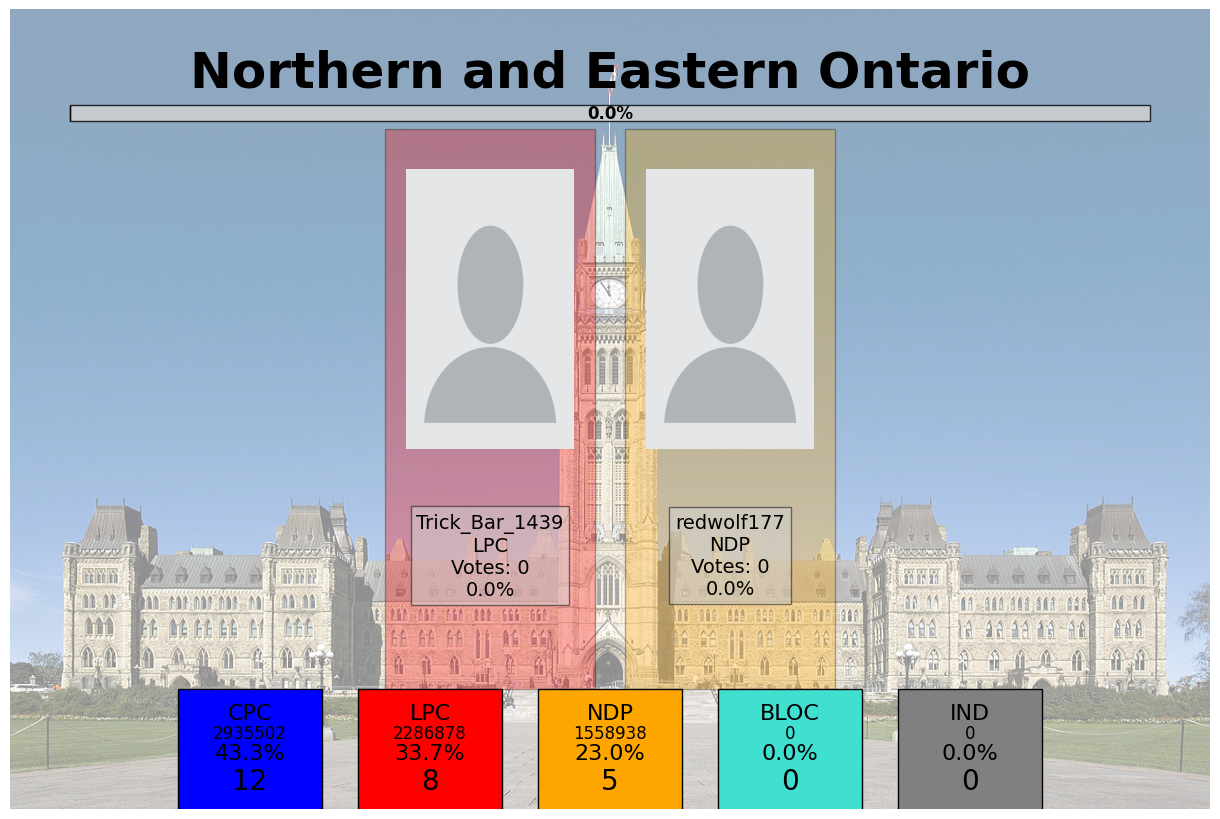 Northern and Eastern Ontario
0.0%
Trick_Bar_1439
LPC
Votes: 0
0.0%
redwolf177
NDP
Votes: 0
0.0%
CPC
2935502
43.3%
12
LPC
2286878
33.7%
8
NDP
1558938
23.0%
5
BLOC
0
0.0%
0
IND
0
0.0%
0